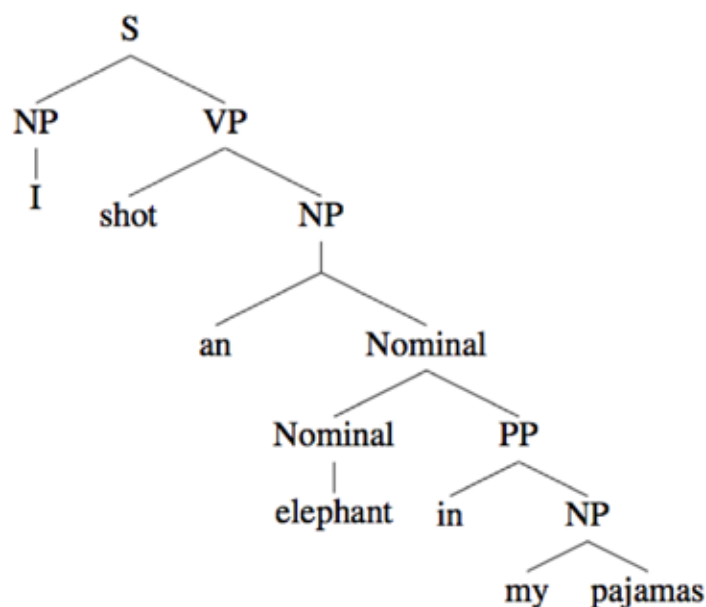 S
NP VP
I
shot NP
an Nominal
Nominal PP
elephant in NP
my pajamas